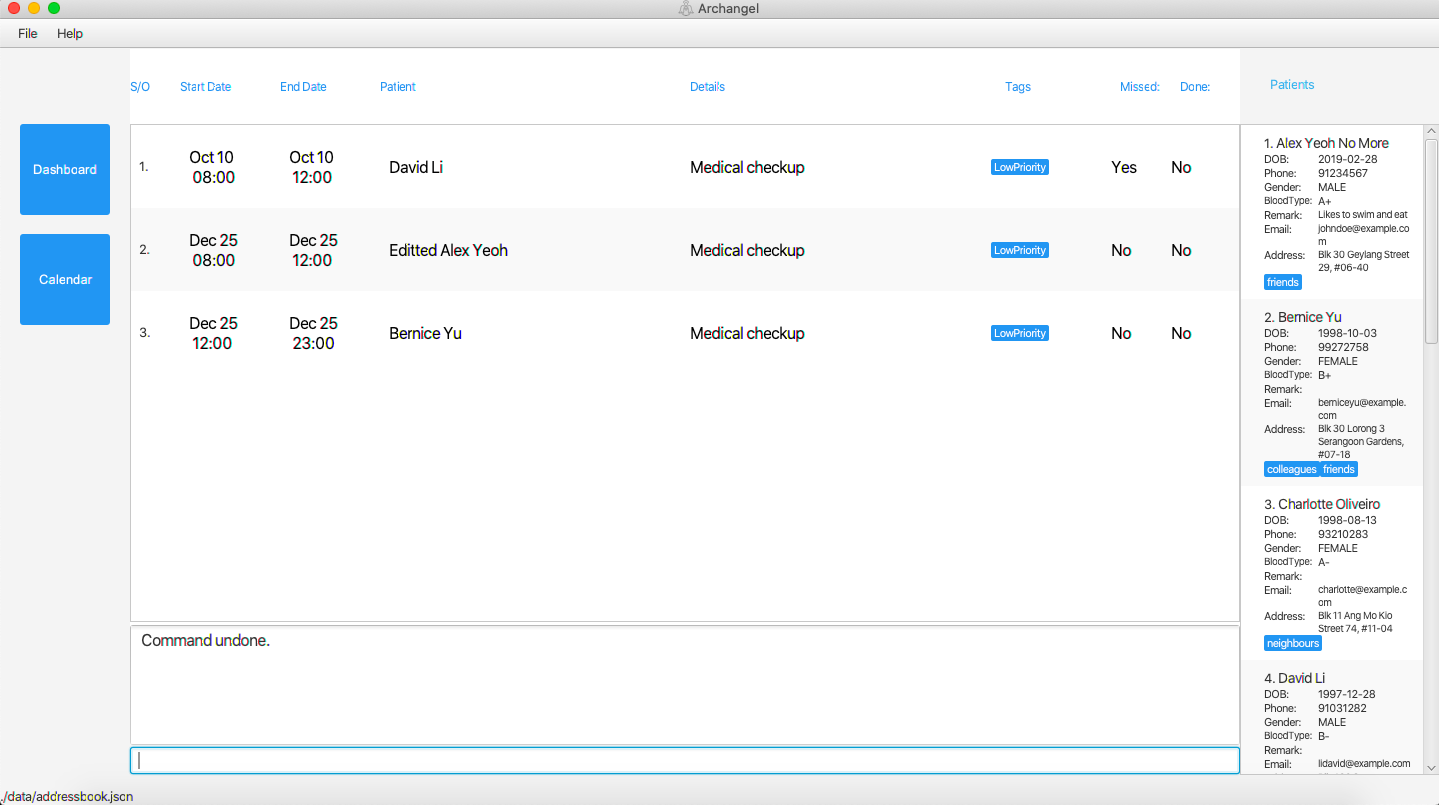 Archangel
File Help
S/O Start Date End Date Patient Details Tags Missed: Done:
Patients
Dashboard
Calendar
1. Oct 10 08:00 Oct 10 12:00 David Li Medical checkup LowPriority Yes No
2. Dec 25 08:00 Dec 25 12:00 Editted Alex Yeoh Medical checkup LowPriority No No
3. Dec 25 12:00 Dec 25 23:00 Bernice Yu Medical checkup LowPriority No No
Command undone.
1. Alex Yeoh No More
DOB: 2019-02-28
Phone: 91234567
Gender: MALE
BloodType: A+
Remark: Likes to swim and eat
Email: johndoe@example.co
m
Address: Blk 30 Geylang Street
29, #06-40
friends
2. Bernice Yu
DOB: 1998-10-03
Phone: 99272758
Gender: FEMALE
BloodType: B+
Remark:
Email: berniceyu@example.
com
Address: Blk 30 Lorong 3
Serangoon Gardens,
#07-18
colleagues friends
3. Charlotte Oliveiro
DOB: 1998-08-13
Phone: 93210283
Gender: FEMALE
BloodType: A-
Remark:
Email: charlotte@example.c
om
Address: Blk 11 Ang Mo Kio
Street 74, #11-04
neighbours
4. David Li
DOB: 1997-12-28
Phone: 91031282
Gender: MALE
BloodType: B-
Remark:
Email: lidavid@example.com
./data/addressbook.json